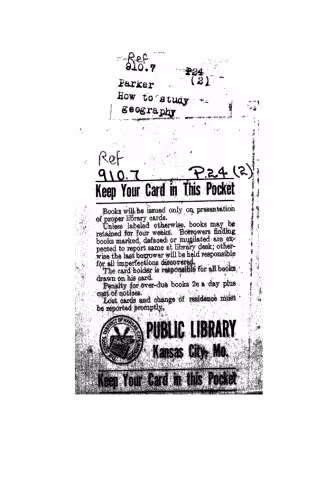 Ref
910.7 P24
Parker (2)
How to study
geography
Ref
910.7 P24 (2)
Keep Your Card in This Pocket
Books will be issued only on presentation
of proper library cards.
Unless labeled otherwise, books may be
retained for four weeks. Borrowers finding
books marked, defaced or mutilated are ex-
pected to report same at library desk; other-
wise the last borrower will be held responsible
for all imperfections discovered.
The card holder is responsible for all books
drawn on his card.
Penalty for over-due books 2c a day plus
cost of notices.
Lost cards and change of residence must
be reported promptly.
PUBLIC LIBRARY
Kansas City, Mo.
Keep Your Card in this Pocket